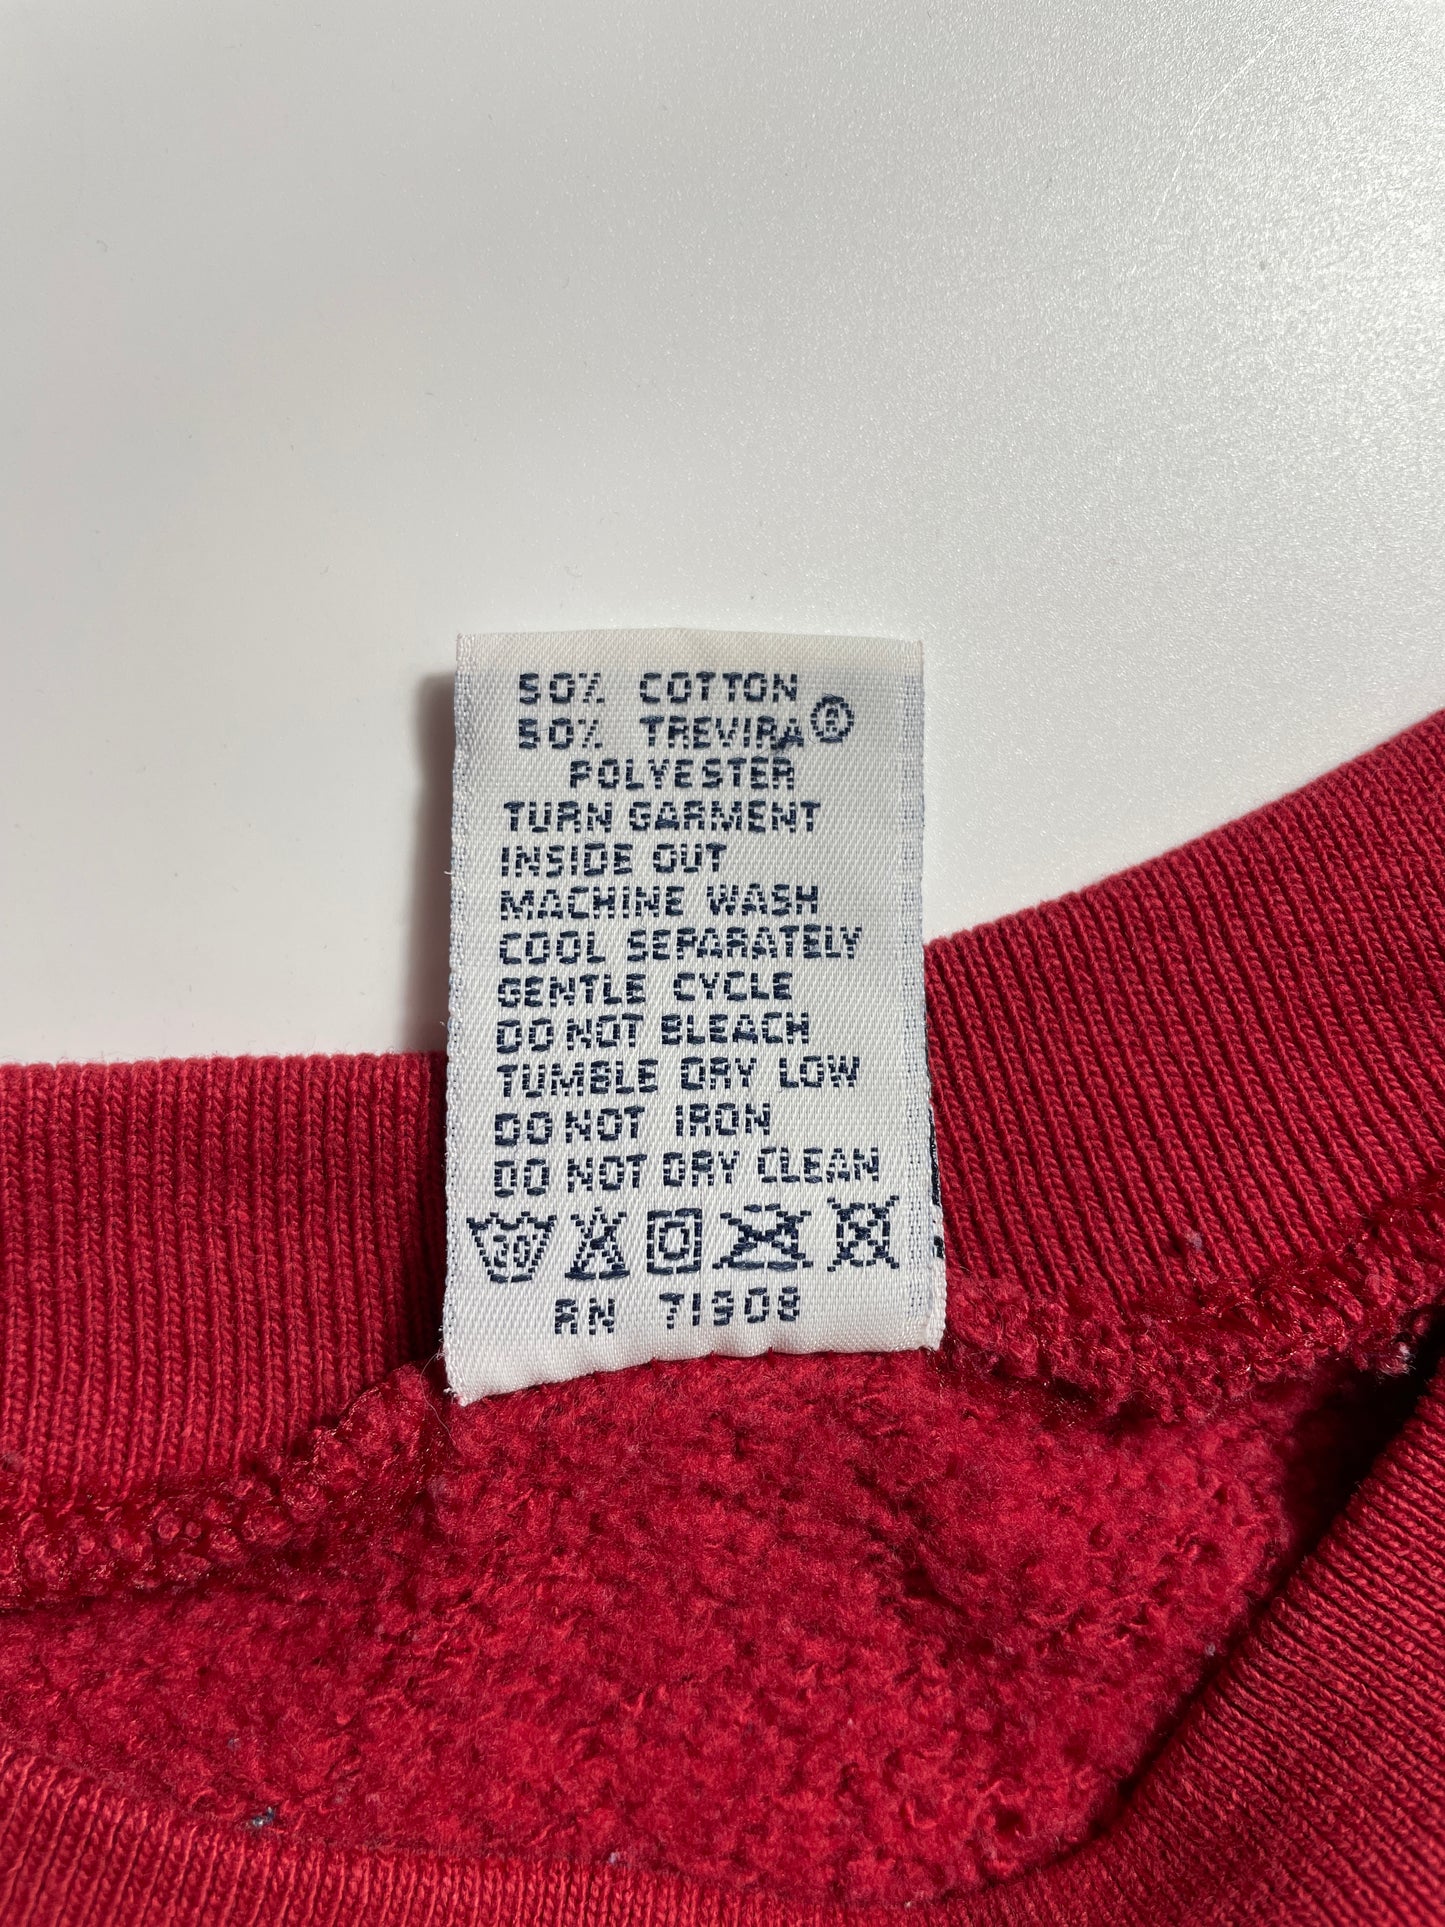 50% COTTON
50% TREVIRA®
POLYESTER
TURN GARMENT
INSIDE OUT
MACHINE WASH
COOL SEPARATELY
GENTLE CYCLE
DO NOT BLEACH
TUMBLE DRY LOW
DO NOT IRON
DO NOT DRY CLEAN
30
RN 71908